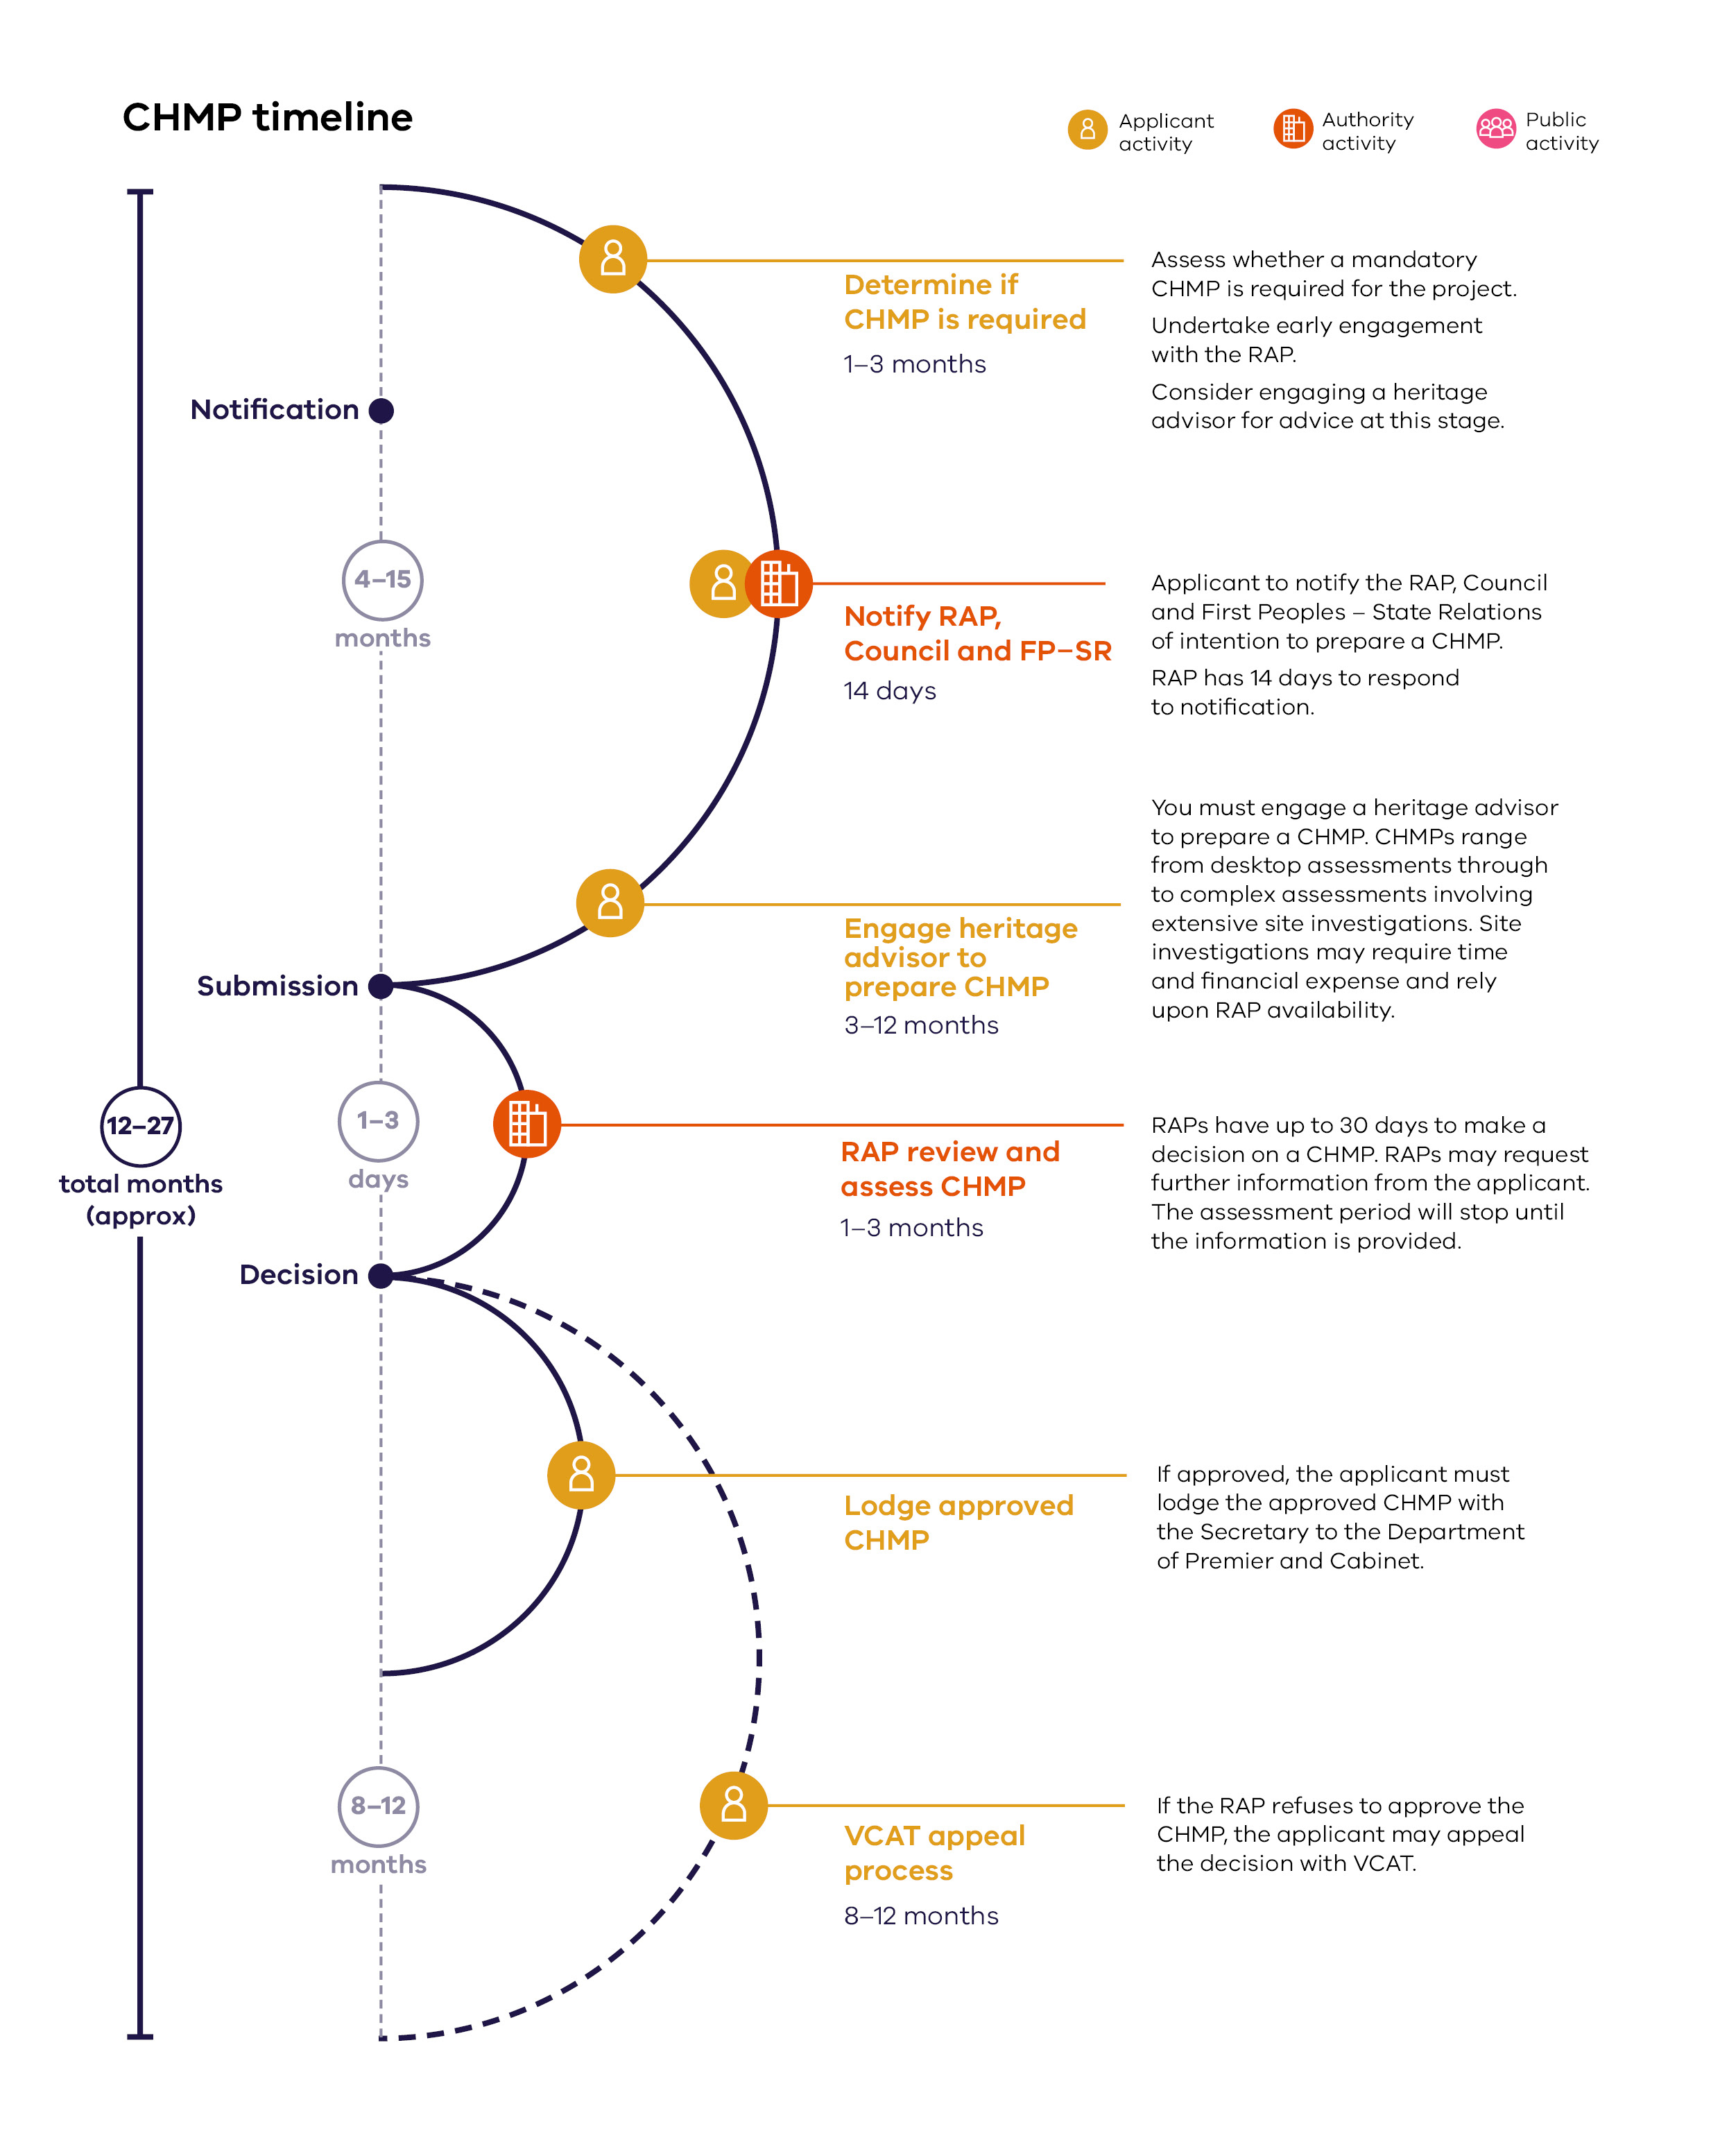 CHMP timeline
Applicant
activity
Authority
activity
Public
activity
Determine if
CHMP is required
1–3 months
Assess whether a mandatory
CHMP is required for the project.
Undertake early engagement
with the RAP.
Consider engaging a heritage
advisor for advice at this stage.
Notification
4–15
months
Notify RAP,
Council and FP–SR
14 days
Applicant to notify the RAP, Council
and First Peoples – State Relations
of intention to prepare a CHMP.
RAP has 14 days to respond
to notification.
Engage heritage
advisor to
prepare CHMP
3–12 months
You must engage a heritage advisor
to prepare a CHMP. CHMPs range
from desktop assessments through
to complex assessments involving
extensive site investigations. Site
investigations may require time
and financial expense and rely
upon RAP availability.
Submission
12–27
total months
(approx)
1–3
days
RAP review and
assess CHMP
1–3 months
RAPs have up to 30 days to make a
decision on a CHMP. RAPs may request
further information from the applicant.
The assessment period will stop until
the information is provided.
Decision
Lodge approved
CHMP
If approved, the applicant must
lodge the approved CHMP with
the Secretary to the Department
of Premier and Cabinet.
8–12
months
VCAT appeal
process
8–12 months
If the RAP refuses to approve the
CHMP, the applicant may appeal
the decision with VCAT.